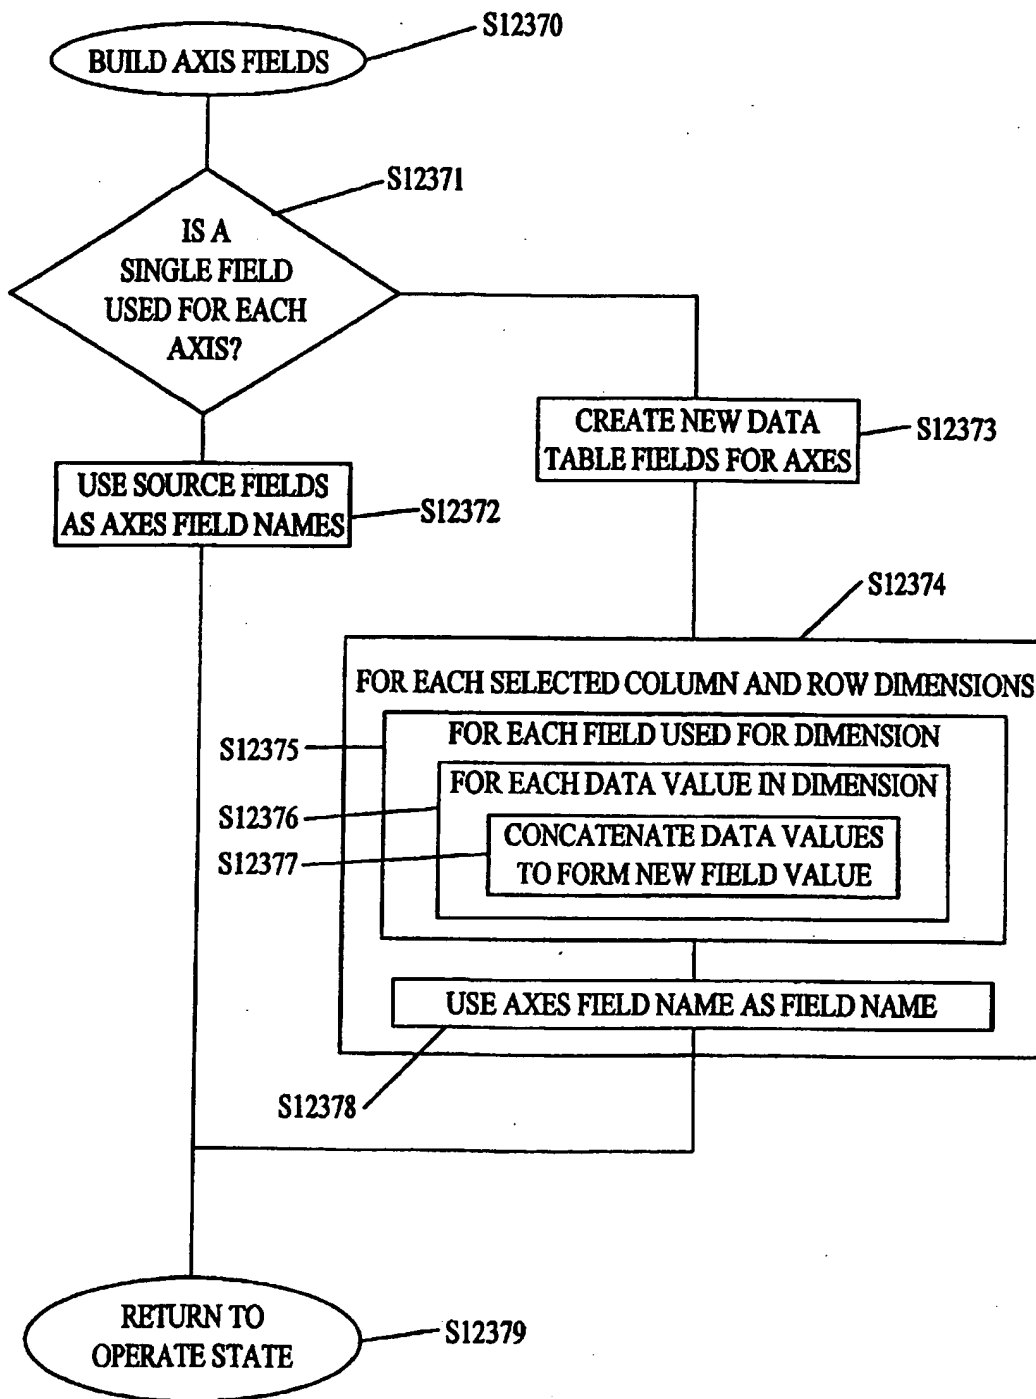 S12370
BUILD AXIS FIELDS
S12371
IS A
SINGLE FIELD
USED FOR EACH
AXIS?
CREATE NEW DATA
TABLE FIELDS FOR AXES
S12373
USE SOURCE FIELDS
AS AXES FIELD NAMES
S12372
S12374
FOR EACH SELECTED COLUMN AND ROW DIMENSIONS
S12375
FOR EACH FIELD USED FOR DIMENSION
S12376
FOR EACH DATA VALUE IN DIMENSION
S12377
CONCATENATE DATA VALUES
TO FORM NEW FIELD VALUE
USE AXES FIELD NAME AS FIELD NAME
S12378
RETURN TO
OPERATE STATE
S12379